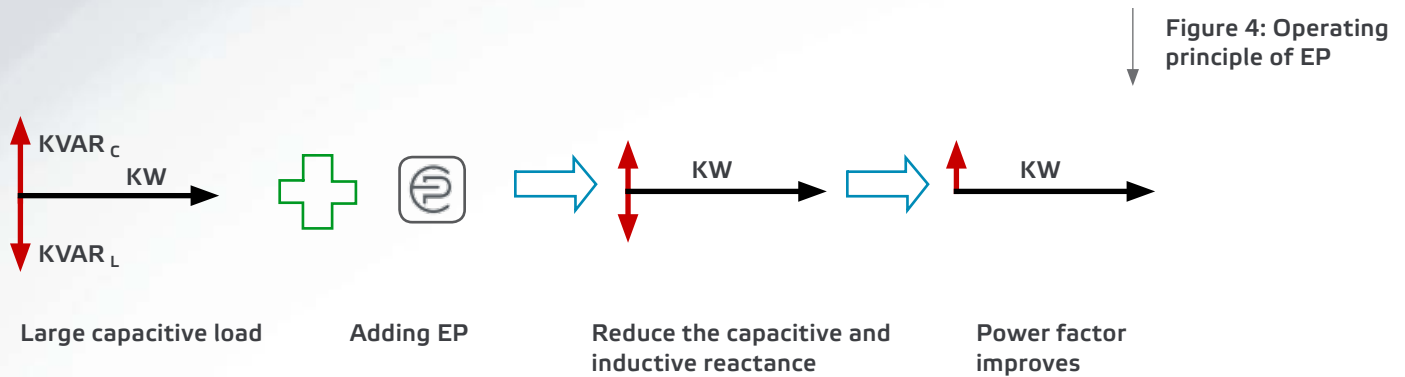 Figure 4: Operating
principle of EP
KVAR C
KW
KVAR L
KW
KW
Large capacitive load
Adding EP
Reduce the capacitive and
inductive reactance
Power factor
improves